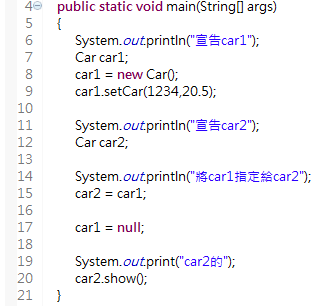 4 public static void main(String[] args)
5 {
6 System.out.println("宣告car1");
7 Car car1;
8 car1 = new Car();
9 car1.setCar(1234,20.5);
10
11 System.out.println("宣告car2");
12 Car car2;
13
14 System.out.println("將car1指定給car2");
15 car2 = car1;
16
17 car1 = null;
18
19 System.out.print("car2的");
20 car2.show();
21 }